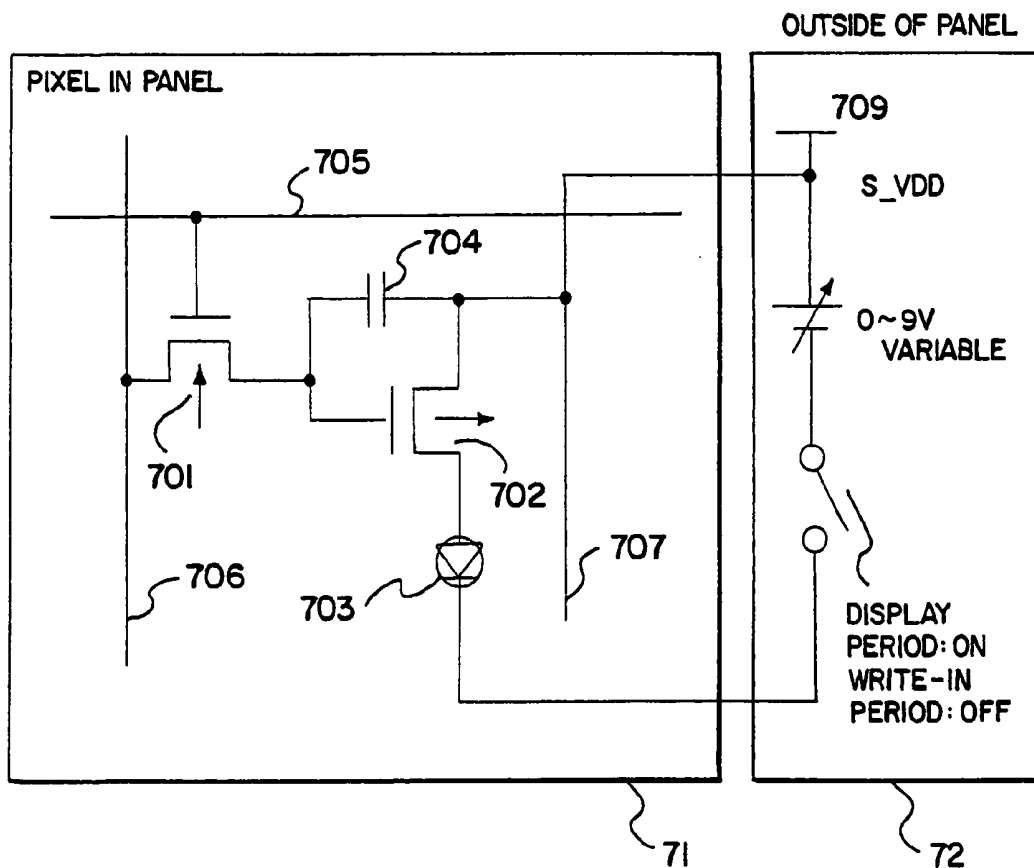 OUTSIDE OF PANEL
PIXEL IN PANEL
709
705
S_VDD
704
0~9V
VARIABLE
701
702
706
707
703
DISPLAY
PERIOD: ON
WRITE-IN
PERIOD: OFF
71
72